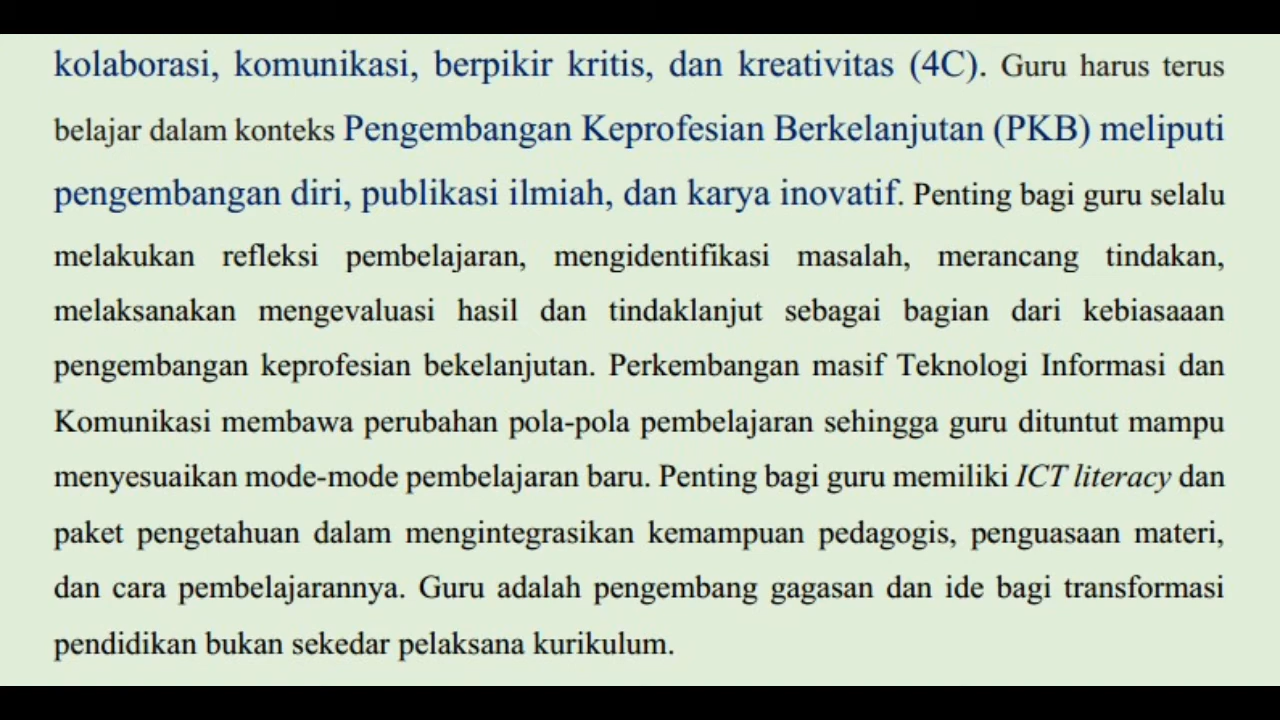 kolaborasi, komunikasi, berpikir kritis, dan kreativitas (4C). Guru harus terus
belajar dalam konteks Pengembangan Keprofesian Berkelanjutan (PKB) meliputi
pengembangan diri, publikasi ilmiah, dan karya inovatif. Penting bagi guru selalu
melakukan refleksi pembelajaran, mengidentifikasi masalah, merancang tindakan,
melaksanakan mengevaluasi hasil dan tindaklanjut sebagai bagian dari kebiasaaan
pengembangan keprofesian bekelanjutan. Perkembangan masif Teknologi Informasi dan
Komunikasi membawa perubahan pola-pola pembelajaran sehingga guru dituntut mampu
menyesuaikan mode-mode pembelajaran baru. Penting bagi guru memiliki ICT literacy dan
paket pengetahuan dalam mengintegrasikan kemampuan pedagogis, penguasaan materi,
dan cara pembelajarannya. Guru adalah pengembang gagasan dan ide bagi transformasi
pendidikan bukan sekedar pelaksana kurikulum.